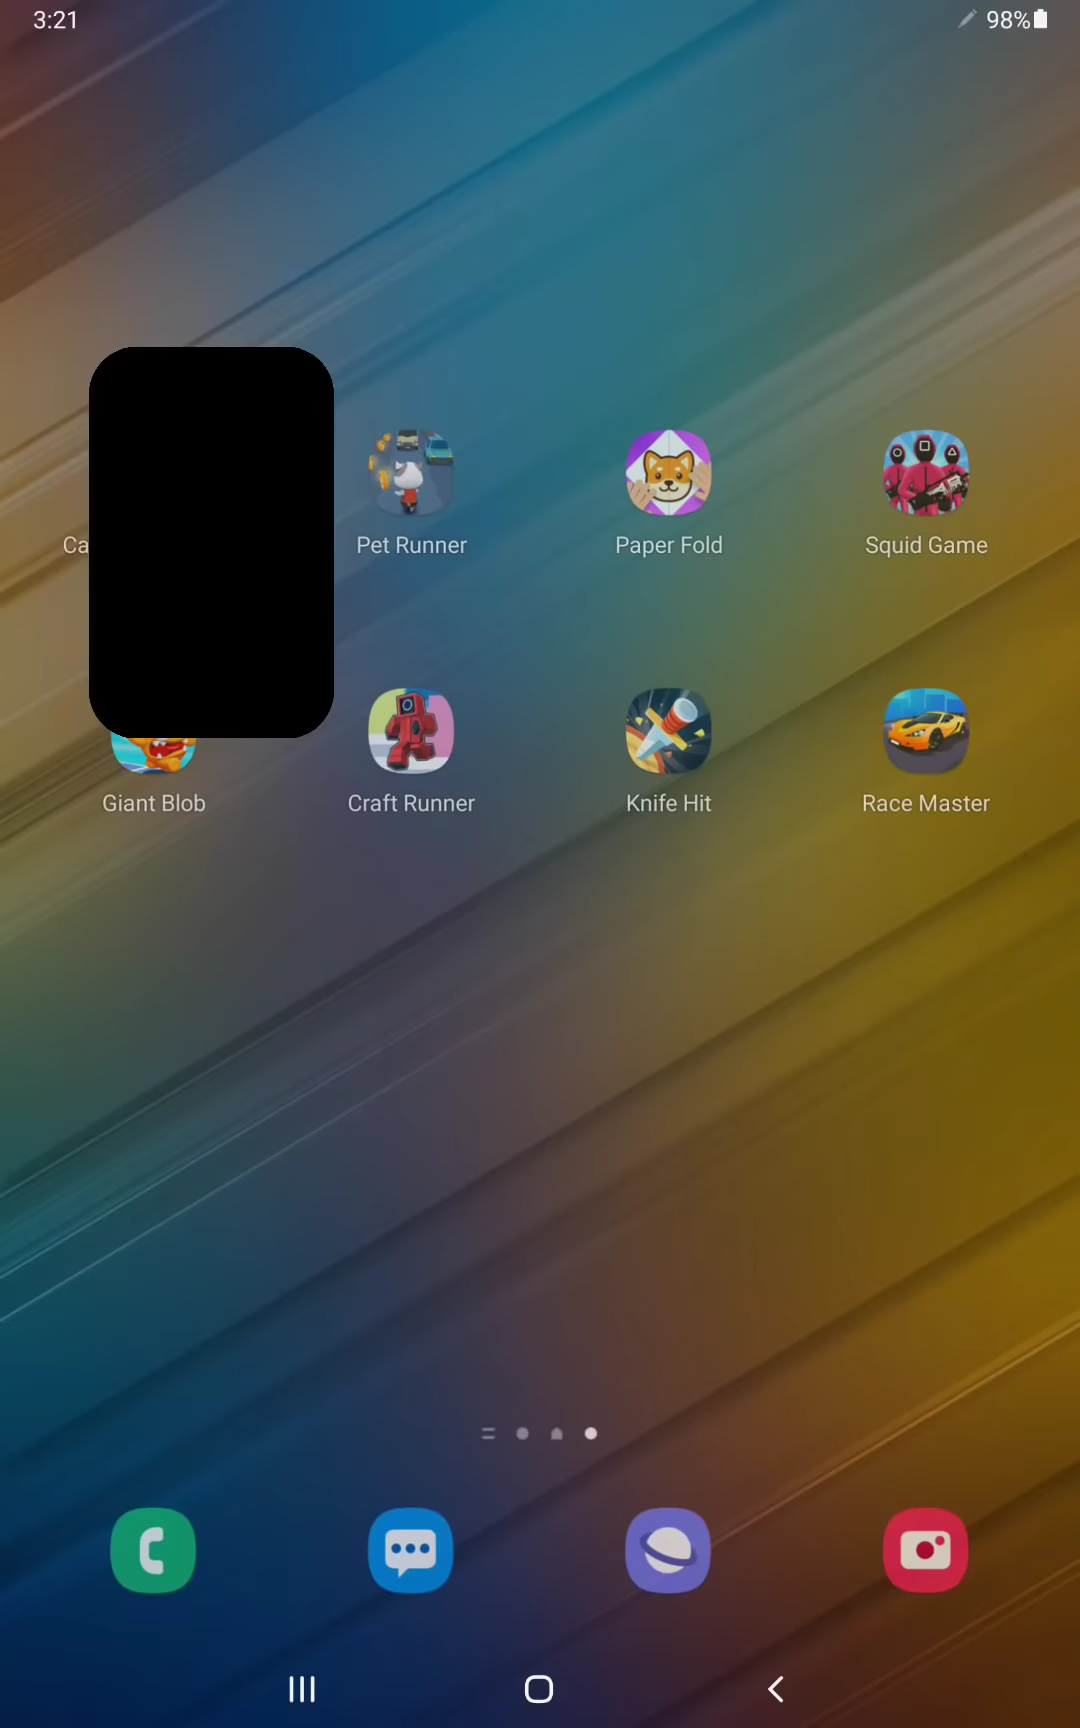 3:21
98%
Pet Runner
Paper Fold
Squid Game
Giant Blob
Craft Runner
Knife Hit
Race Master